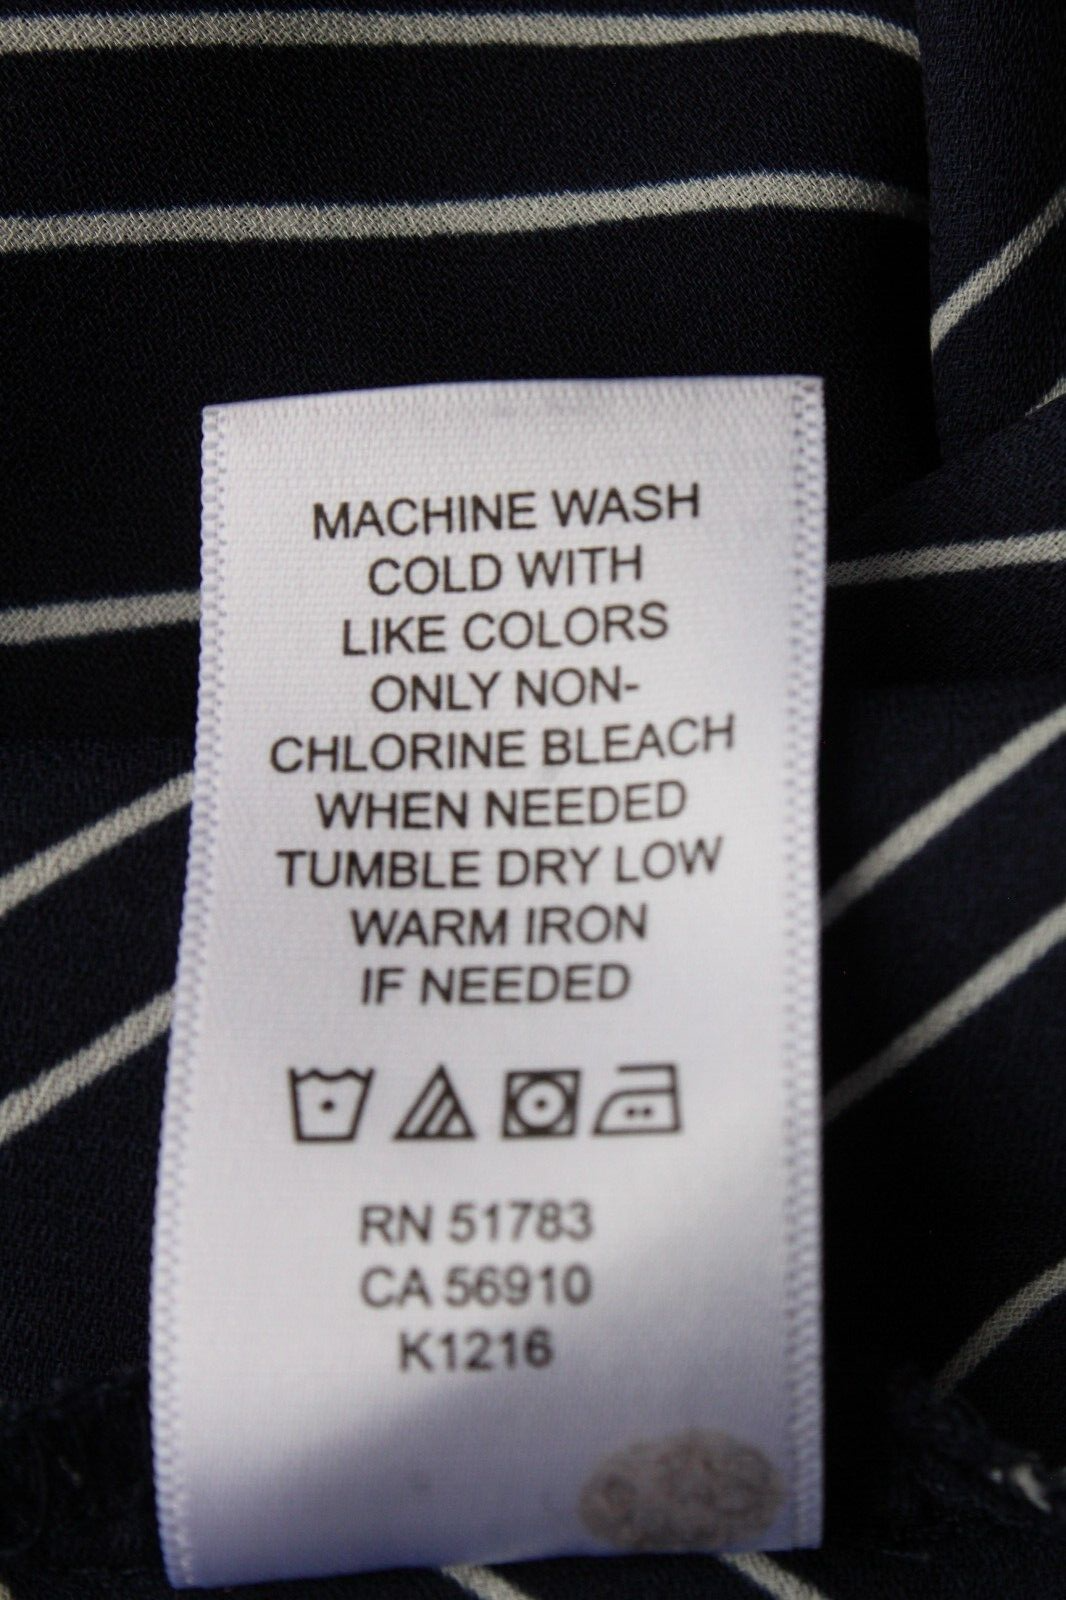 MACHINE WASH
COLD WITH
LIKE COLORS
ONLY NON-
CHLORINE BLEACH
WHEN NEEDED
TUMBLE DRY LOW
WARM IRON
IF NEEDED
RN 51783
CA 56910
K1216